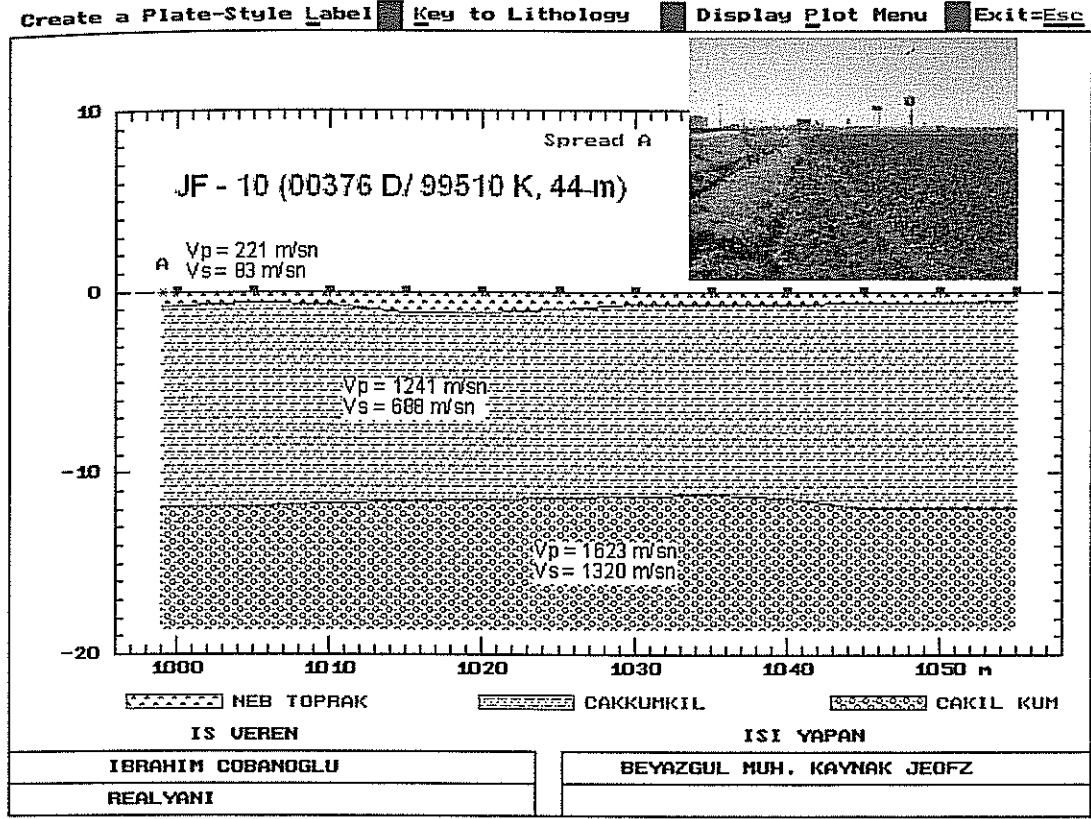 Create a Plate-Style Label Key to Lithology Display Plot Menu Exit=Esc
10
Spread A
JF - 10 (00376 D/ 99510 K, 44 m)
A
Vp = 221 m/sn
Vs = 83 m/sn
0
Vp = 1241 m/sn
Vs = 688 m/sn
-10
Vp = 1623 m/sn
Vs = 1320 m/sn
-20
1000 1010 1020 1030 1040 1050 m
NEB TOPRAK CAKKUMKIL CAKIL KUM
IS VEREN ISI YAPAN
IBRAHIM COBANOGLU BEYAZGUL MUH. KAYNAK JEOFZ
REALYANI